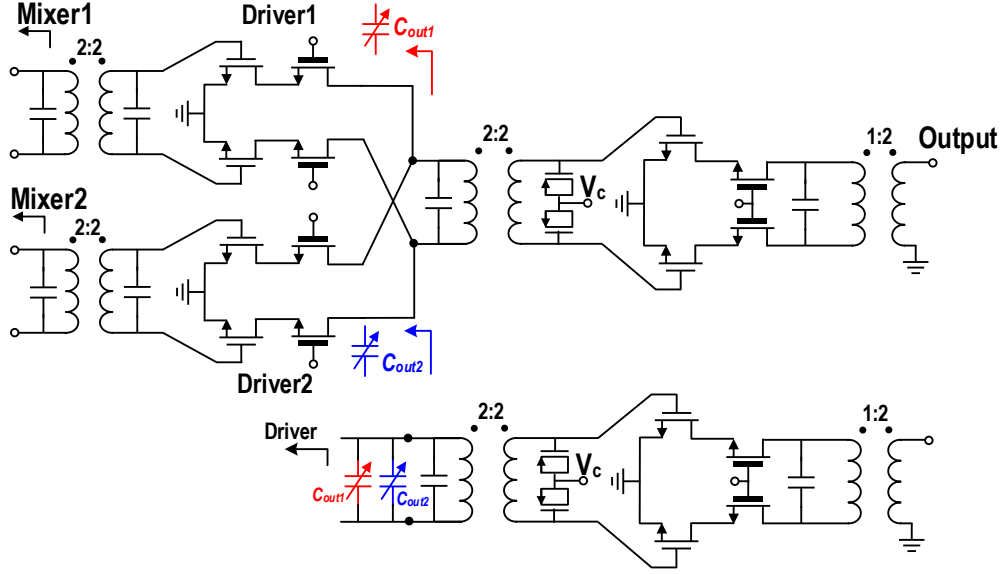 Mixer1
2:2
Driver1
Cout1
2:2
1:2
Output
Vc
Mixer2
2:2
Cout2
Driver2
2:2
1:2
Driver
Vc
Cout1
Cout2